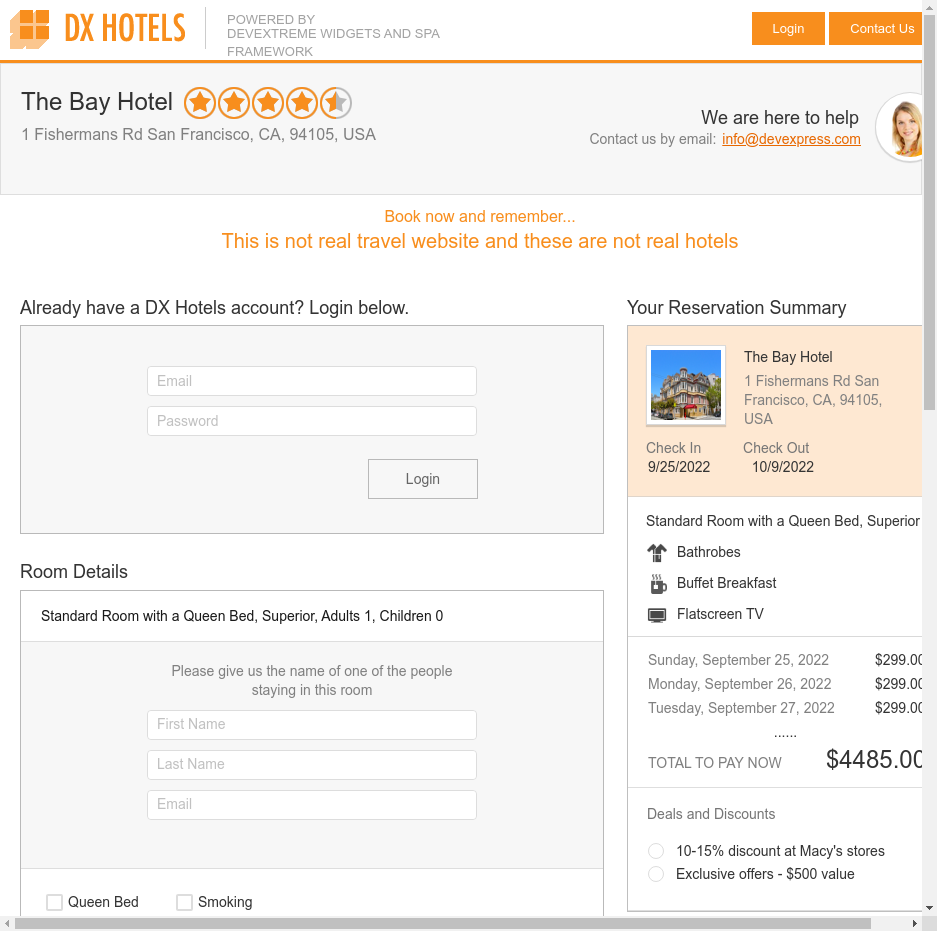 DX HOTELS
POWERED BY
DEVEXTREME WIDGETS AND SPA
FRAMEWORK
Login
Contact Us
The Bay Hotel
1 Fishermans Rd San Francisco, CA, 94105, USA
We are here to help
Contact us by email: info@devexpress.com
Book now and remember...
This is not real travel website and these are not real hotels
Already have a DX Hotels account? Login below.
Email
Password
Login
Room Details
Standard Room with a Queen Bed, Superior, Adults 1, Children 0
Please give us the name of one of the people
staying in this room
First Name
Last Name
Email
Queen Bed
Smoking
Your Reservation Summary
The Bay Hotel
1 Fishermans Rd San
Francisco, CA, 94105,
USA
Check In
Check Out
9/25/2022
10/9/2022
Standard Room with a Queen Bed, Superior
Bathrobes
Buffet Breakfast
Flatscreen TV
Sunday, September 25, 2022 $299.00
Monday, September 26, 2022 $299.00
Tuesday, September 27, 2022 $299.00
......
TOTAL TO PAY NOW $4485.00
Deals and Discounts
10-15% discount at Macy's stores
Exclusive offers - $500 value